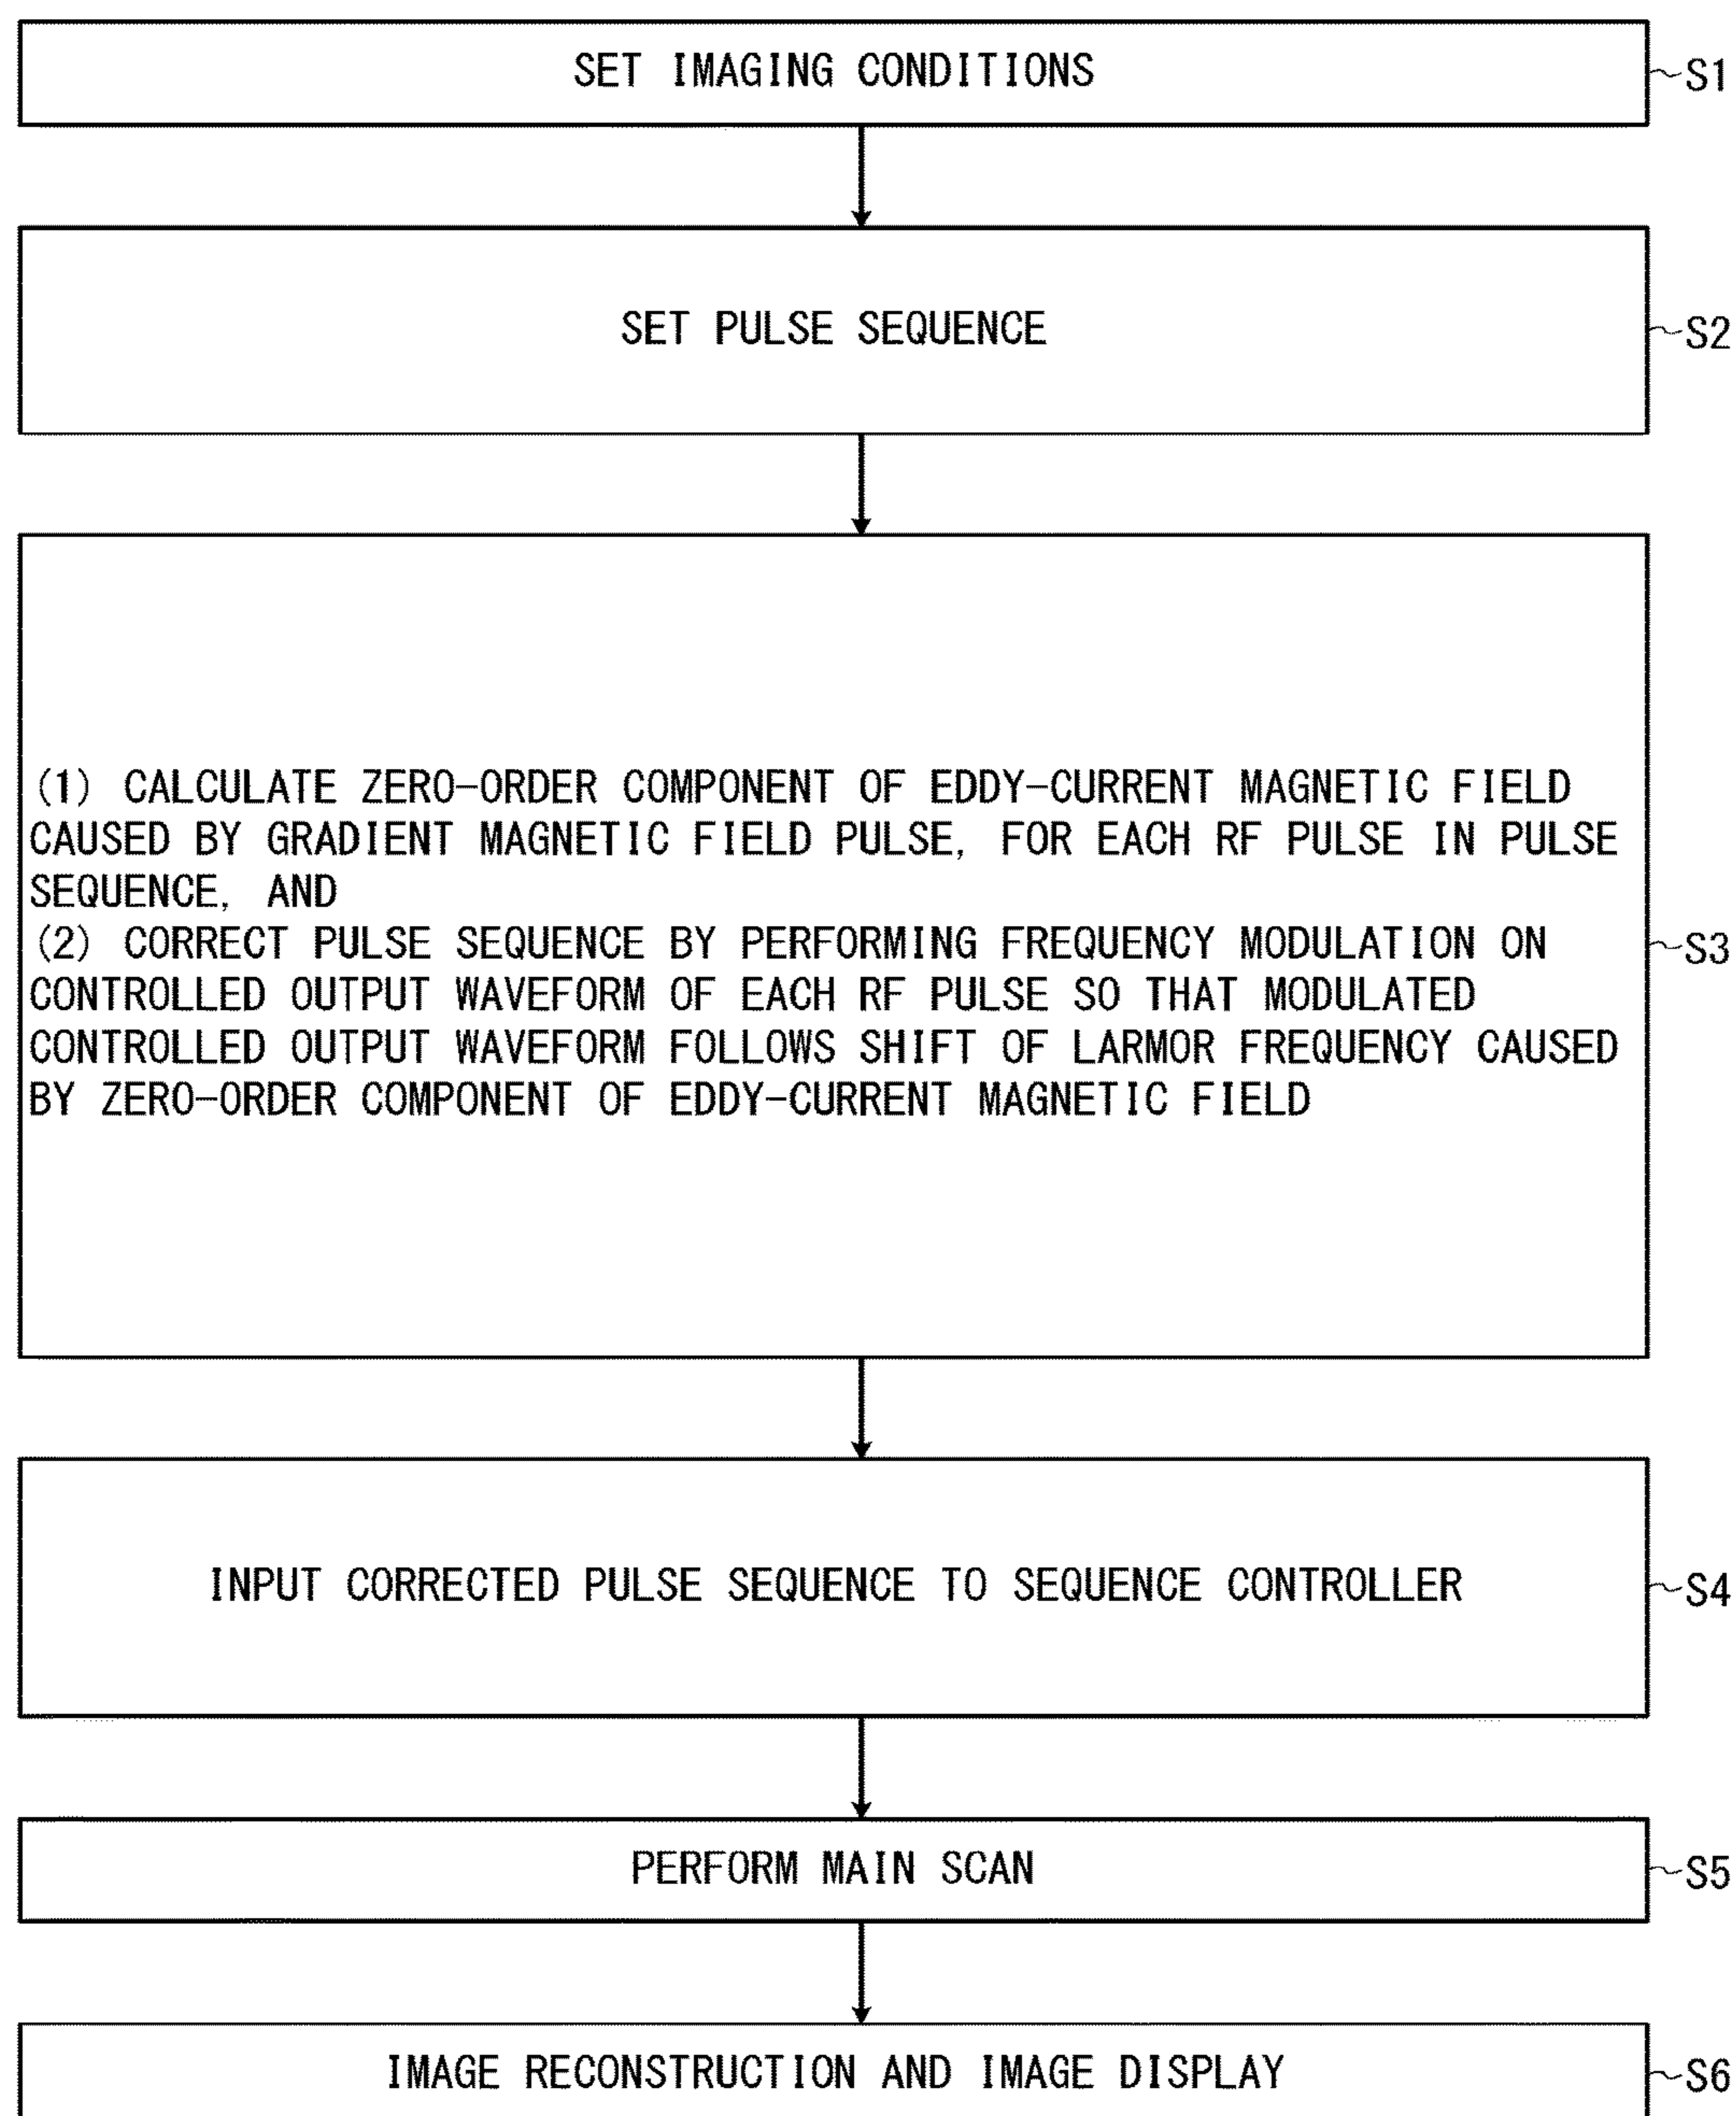 SET IMAGING CONDITIONS
S1
SET PULSE SEQUENCE
S2
(1) CALCULATE ZERO-ORDER COMPONENT OF EDDY-CURRENT MAGNETIC FIELD
CAUSED BY GRADIENT MAGNETIC FIELD PULSE, FOR EACH RF PULSE IN PULSE
SEQUENCE, AND
(2) CORRECT PULSE SEQUENCE BY PERFORMING FREQUENCY MODULATION ON
CONTROLLED OUTPUT WAVEFORM OF EACH RF PULSE SO THAT MODULATED
CONTROLLED OUTPUT WAVEFORM FOLLOWS SHIFT OF LARMOR FREQUENCY CAUSED
BY ZERO-ORDER COMPONENT OF EDDY-CURRENT MAGNETIC FIELD
S3
INPUT CORRECTED PULSE SEQUENCE TO SEQUENCE CONTROLLER
S4
PERFORM MAIN SCAN
S5
IMAGE RECONSTRUCTION AND IMAGE DISPLAY
S6